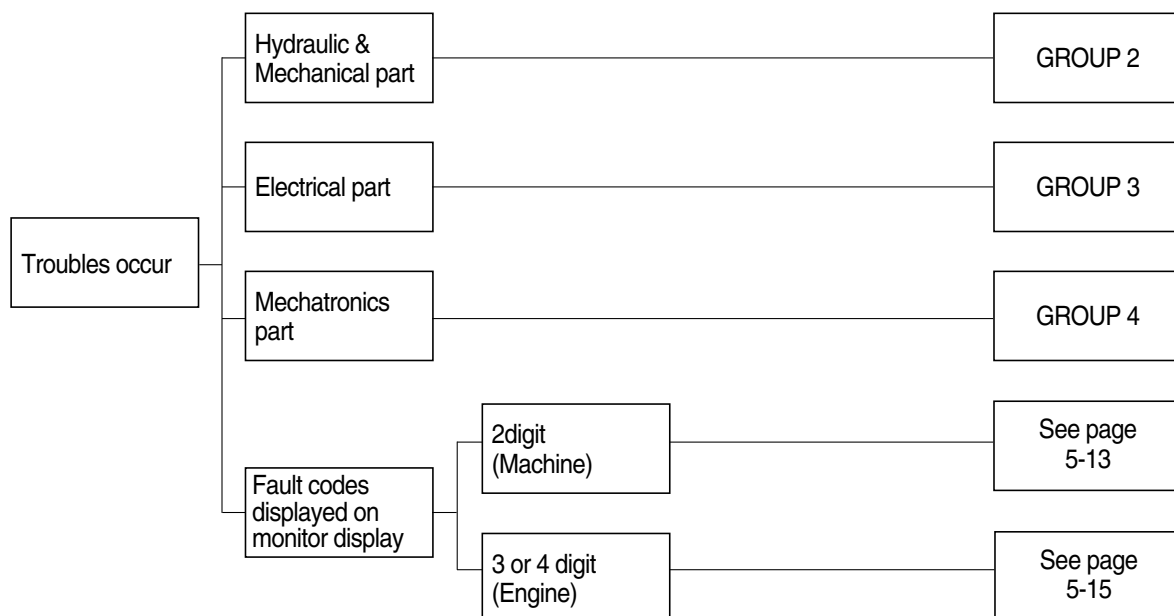 Hydraulic &
Mechanical part
GROUP 2
Electrical part
GROUP 3
Troubles occur
Mechatronics
part
GROUP 4
Fault codes
displayed on
monitor display
2digit
(Machine)
See page
5-13
3 or 4 digit
(Engine)
See page
5-15